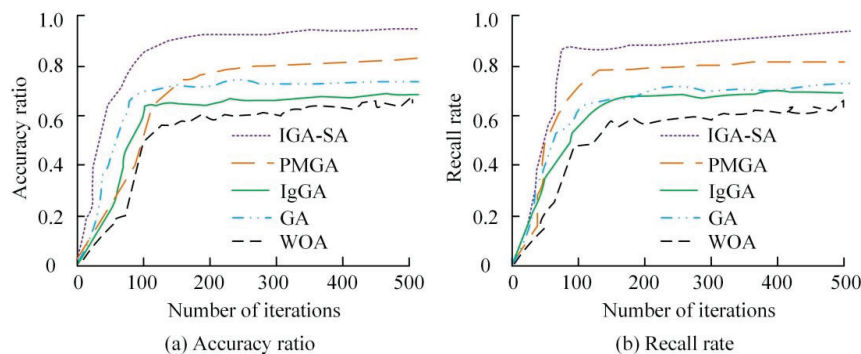 1.0
0.8
0.6
0.4
0.2
0
Accuracy ratio
IGA-SA
PMGA
IgGA
GA
WOA
0 100 200 300 400 500
Number of iterations
(a) Accuracy ratio
1.0
0.8
0.6
0.4
0.2
0
Recall rate
IGA-SA
PMGA
IgGA
GA
WOA
0 100 200 300 400 500
Number of iterations
(b) Recall rate